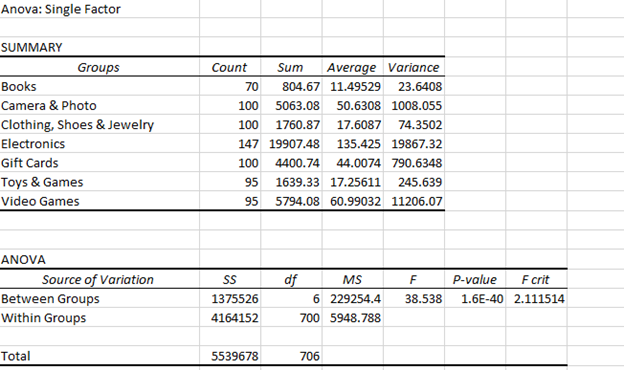 Anova: Single Factor
SUMMARY
Groups Count Sum Average Variance
Books 70 804.67 11.49529 23.6408
Camera & Photo 100 5063.08 50.6308 1008.055
Clothing, Shoes & Jewelry 100 1760.87 17.6087 74.3502
Electronics 147 19907.48 135.425 19867.32
Gift Cards 100 4400.74 44.0074 790.6348
Toys & Games 95 1639.33 17.25611 245.639
Video Games 95 5794.08 60.99032 11206.07
ANOVA
Source of Variation SS df MS F P-value F crit
Between Groups 1375526 6 229254.4 38.538 1.6E-40 2.111514
Within Groups 4164152 700 5948.788
Total 5539678 706